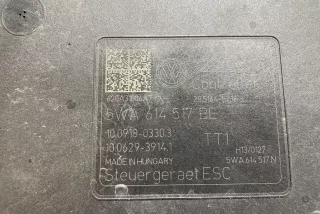 5WA 614 517 BE
10.0918-0330.3
TT1
10.0629-3914.1
H13/0127
MADE IN HUNGARY
5WA 614 517 N
Steuergeraet ESC